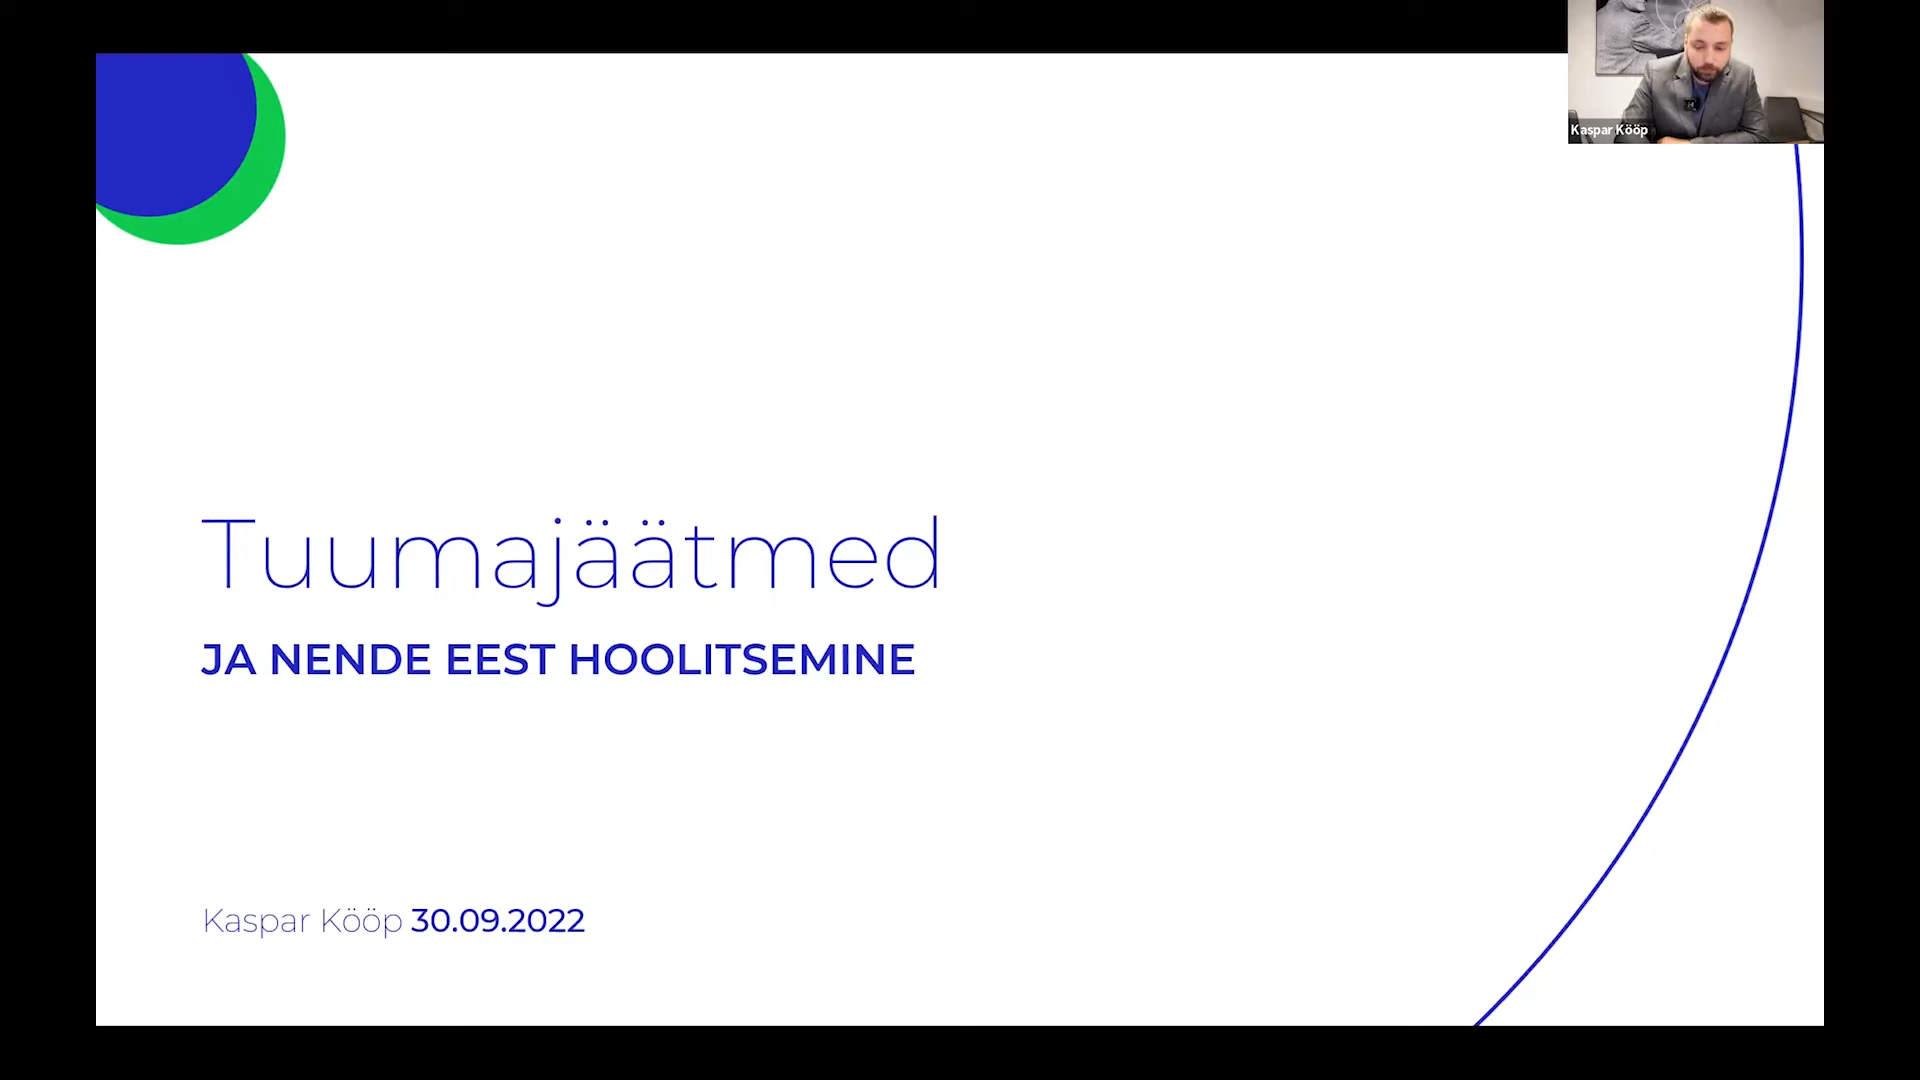 Kaspar Kööp
Tuumajäätmed
JA NENDE EEST HOOLITSEMINE
Kaspar Kööp 30.09.2022